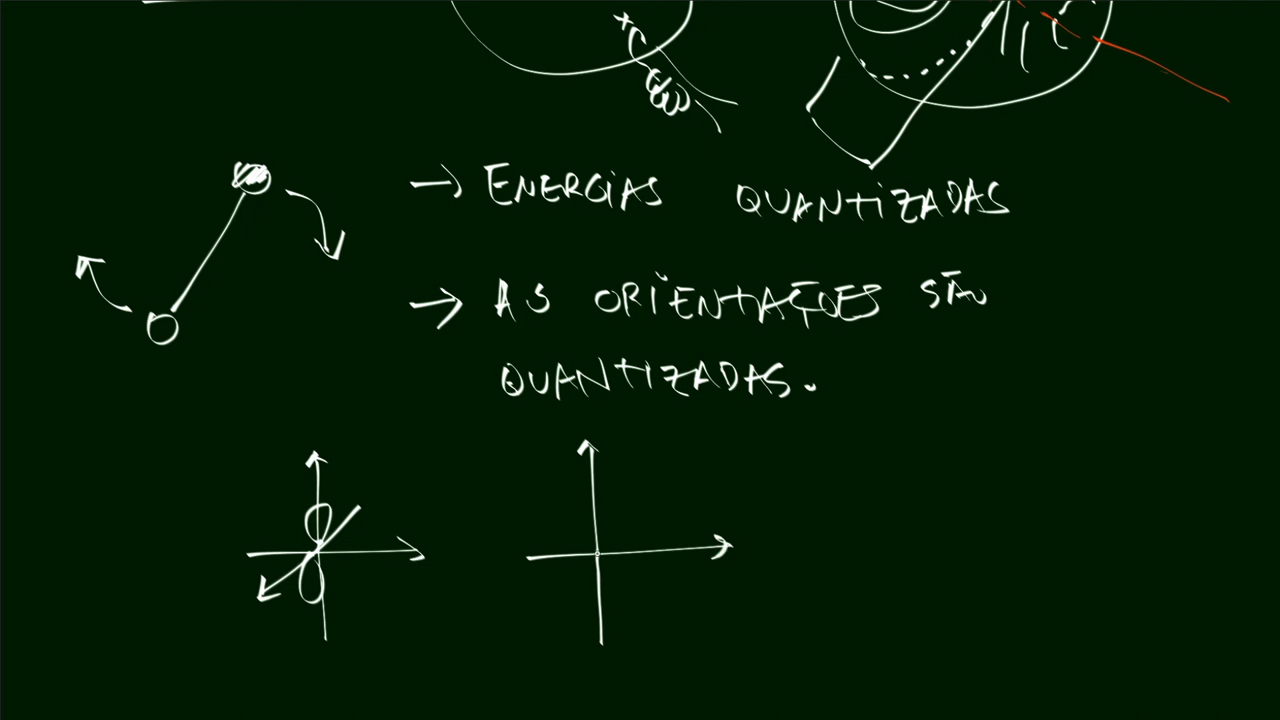 → ENERGIAS QUANTIZADAS
→ AS ORIENTAÇÕES SÃO
QUANTIZADAS.